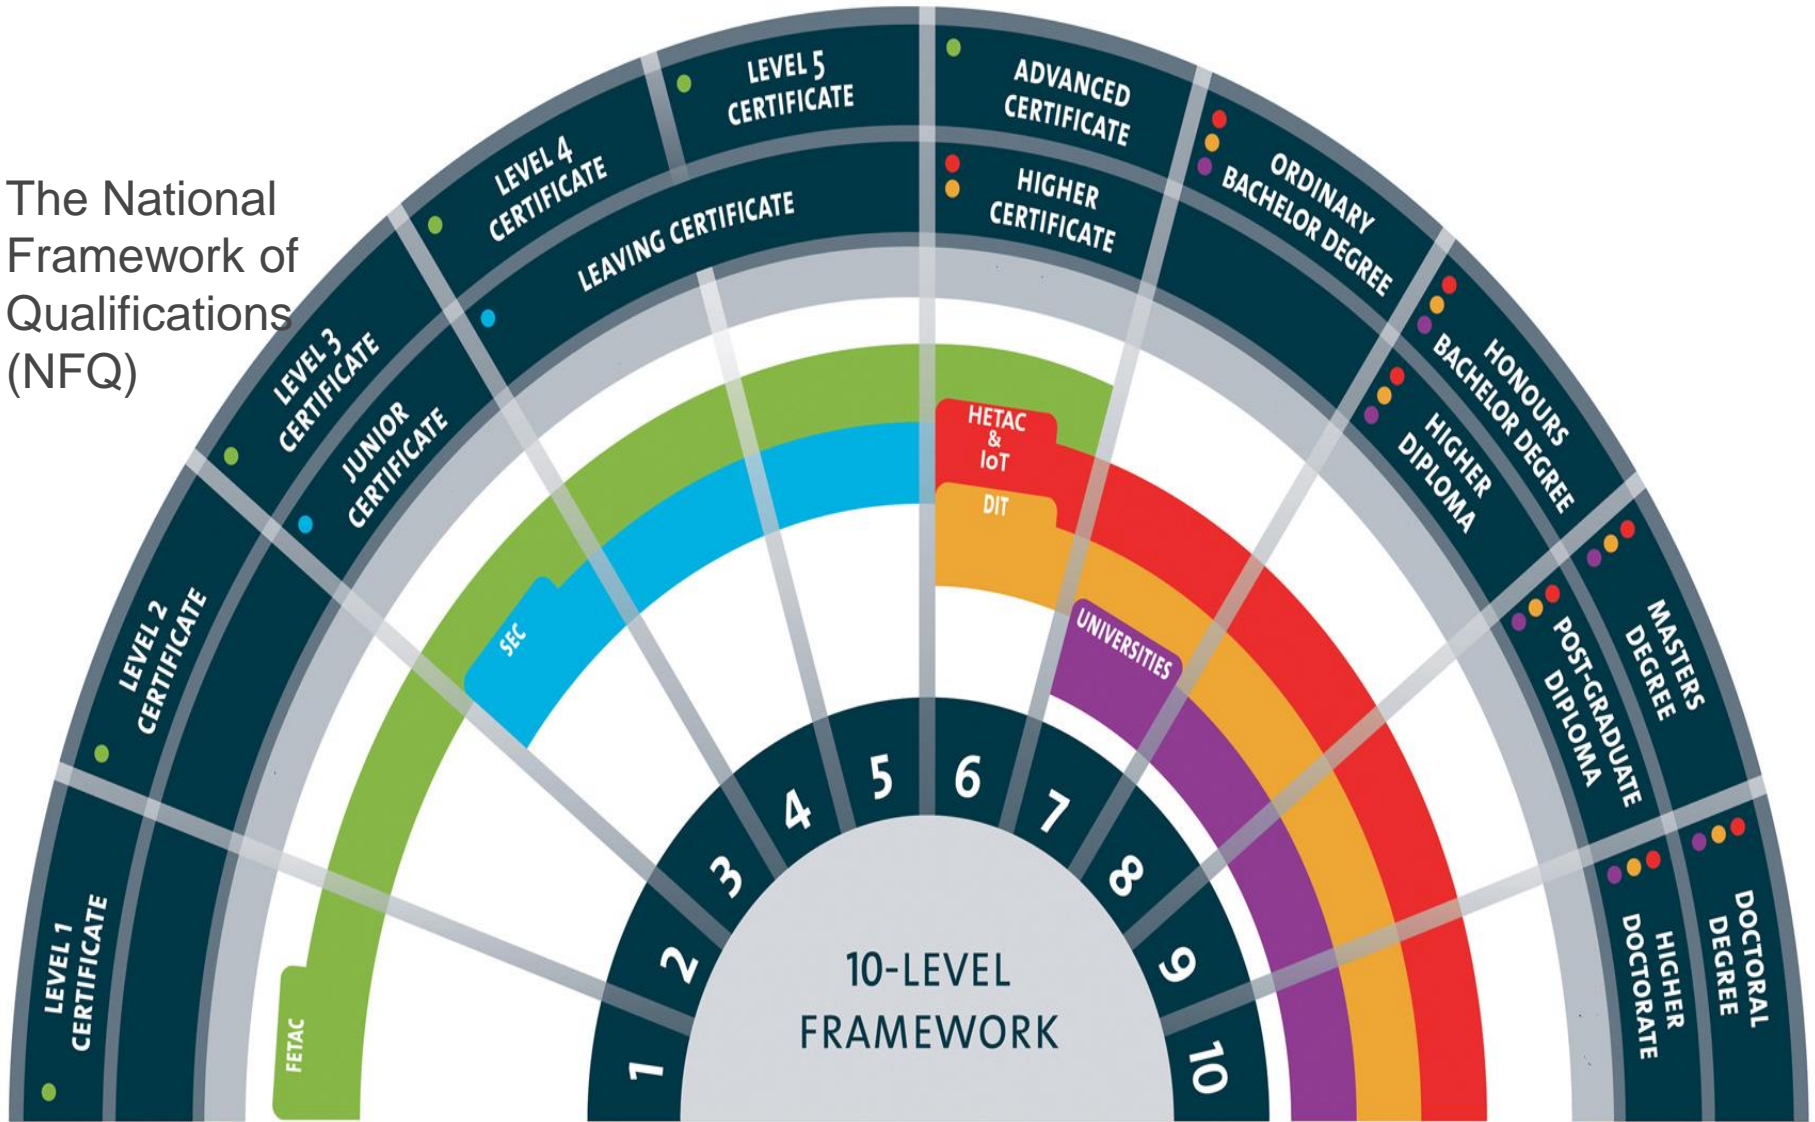 The National
Framework of
Qualifications
(NFQ)
LEVEL 1
CERTIFICATE
LEVEL 2
CERTIFICATE
LEVEL 3
CERTIFICATE
JUNIOR
CERTIFICATE
LEVEL 4
CERTIFICATE
LEVEL 5
CERTIFICATE
LEAVING CERTIFICATE
ADVANCED
CERTIFICATE
HIGHER
CERTIFICATE
ORDINARY
BACHELOR DEGREE
HONOURS
BACHELOR DEGREE
HIGHER
DIPLOMA
MASTERS
DEGREE
POST-GRADUATE
DIPLOMA
DOCTORAL
DEGREE
HIGHER
DOCTORATE
FETAC
SEC
HETAC
&
IoT
DIT
UNIVERSITIES
1
2
3
4
5
6
7
8
9
10
10-LEVEL
FRAMEWORK